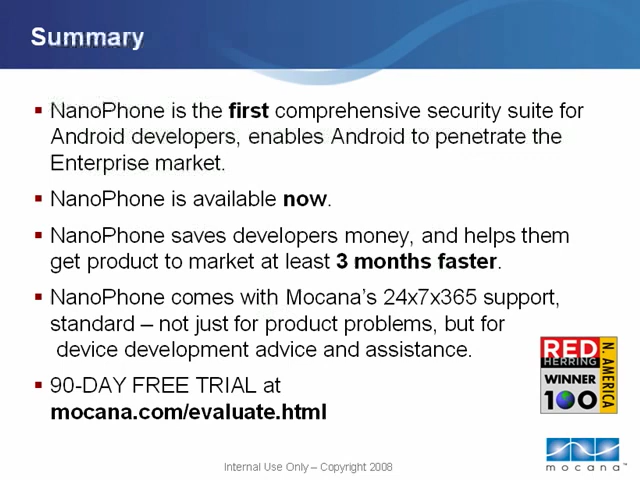 Summary
NanoPhone is the first comprehensive security suite for
Android developers, enables Android to penetrate the
Enterprise market.
NanoPhone is available now.
NanoPhone saves developers money, and helps them
get product to market at least 3 months faster.
NanoPhone comes with Mocana's 24x7x365 support,
standard – not just for product problems, but for
device development advice and assistance.
90-DAY FREE TRIAL at
mocana.com/evaluate.html
RED
HERRING
WINNER
100
N. AMERICA
mocana™
Internal Use Only – Copyright 2008